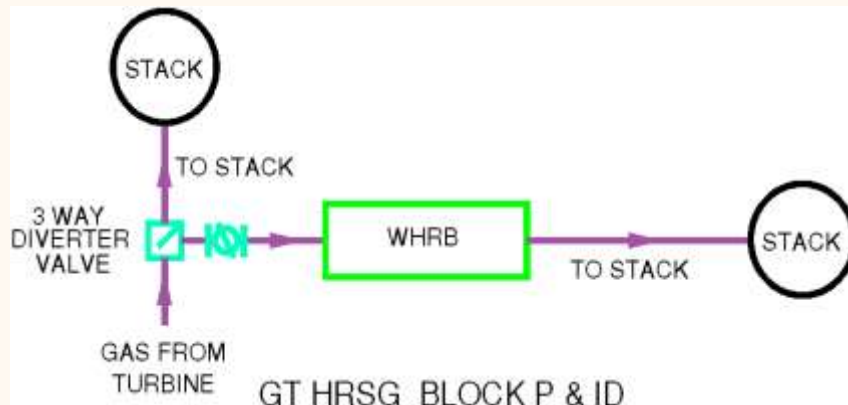 STACK
TO STACK
3 WAY
DIVERTER
VALVE
WHRB
STACK
TO STACK
GAS FROM
TURBINE
GT HRSG BLOCK P & ID